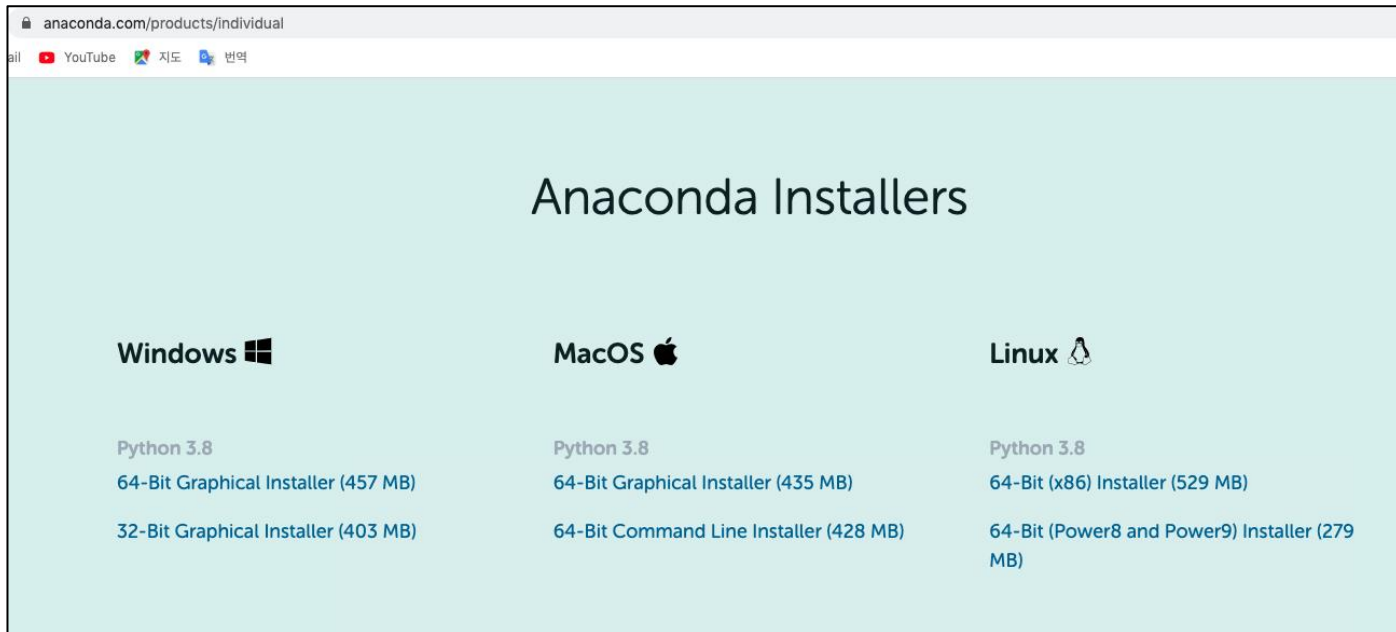 anaconda.com/products/individual
ail YouTube 지도 번역
Anaconda Installers
Windows
MacOS
Linux
Python 3.8
64-Bit Graphical Installer (457 MB)
32-Bit Graphical Installer (403 MB)
Python 3.8
64-Bit Graphical Installer (435 MB)
64-Bit Command Line Installer (428 MB)
Python 3.8
64-Bit (x86) Installer (529 MB)
64-Bit (Power8 and Power9) Installer (279
MB)